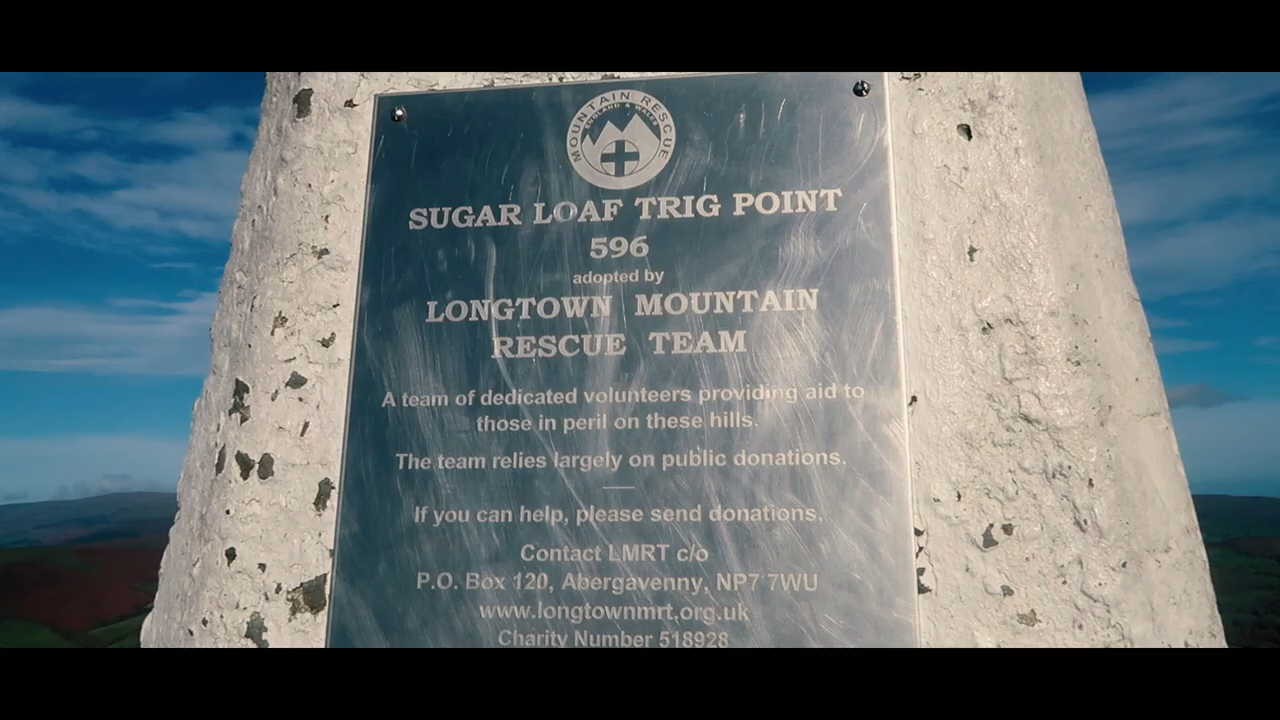 MOUNTAIN RESCUE
ENGLAND & WALES
SUGAR LOAF TRIG POINT
596
adopted by
LONGTOWN MOUNTAIN
RESCUE TEAM
A team of dedicated volunteers providing aid to
those in peril on these hills.
The team relies largely on public donations.
If you can help, please send donations,
Contact LMRT c/o
P.O. Box 120, Abergavenny, NP7 7WU
www.longtownmrt.org.uk
Charity Number 518928